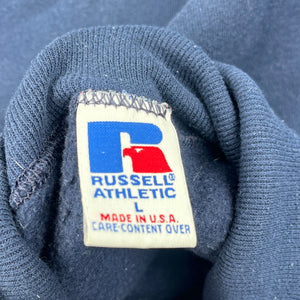 RUSSELL®
ATHLETIC
L
MADE IN U.S.A.
CARE-CONTENT OVER